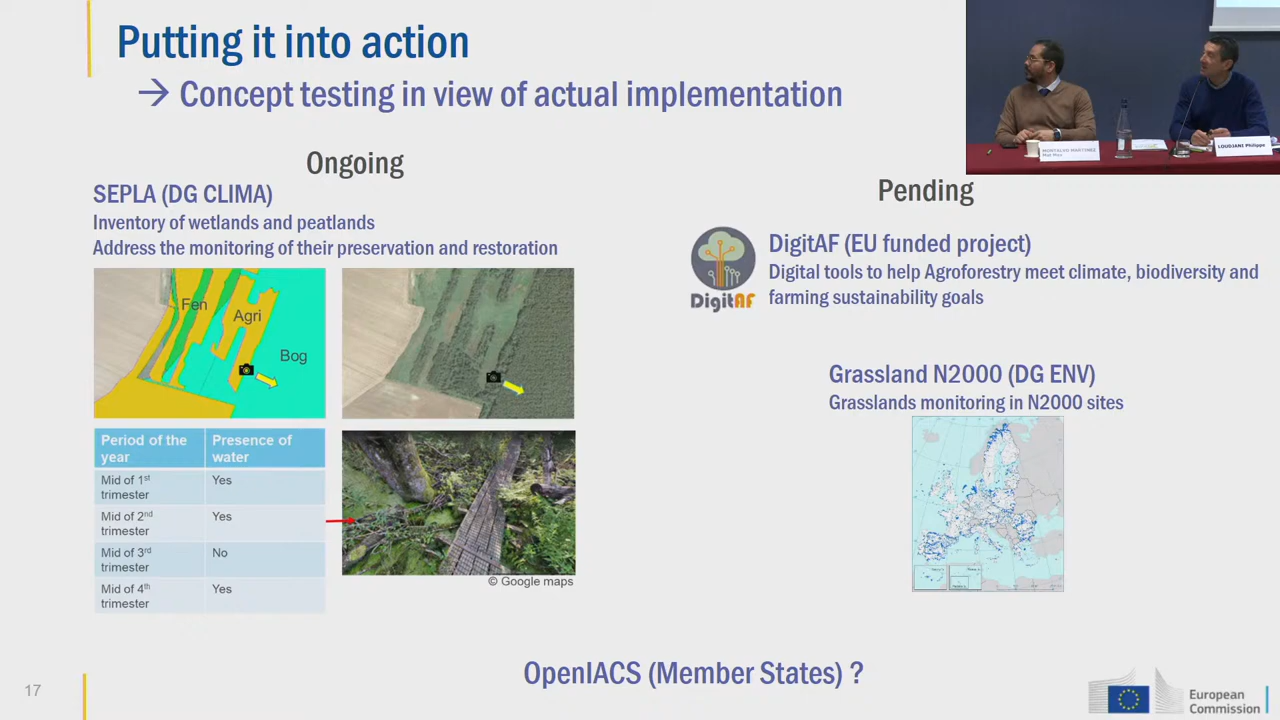 Putting it into action
→ Concept testing in view of actual implementation
Ongoing
SEPLA (DG CLIMA)
Inventory of wetlands and peatlands
Address the monitoring of their preservation and restoration
Fen
Agri
Bog
Period of the year
Presence of water
Mid of 1st trimester
Yes
Mid of 2nd trimester
Yes
Mid of 3rd trimester
No
Mid of 4th trimester
Yes
© Google maps
Pending
DigitAF
DigitAF (EU funded project)
Digital tools to help Agroforestry meet climate, biodiversity and
farming sustainability goals
Grassland N2000 (DG ENV)
Grasslands monitoring in N2000 sites
OpenIACS (Member States) ?
17
European
Commission
LOUDJANI Philippe